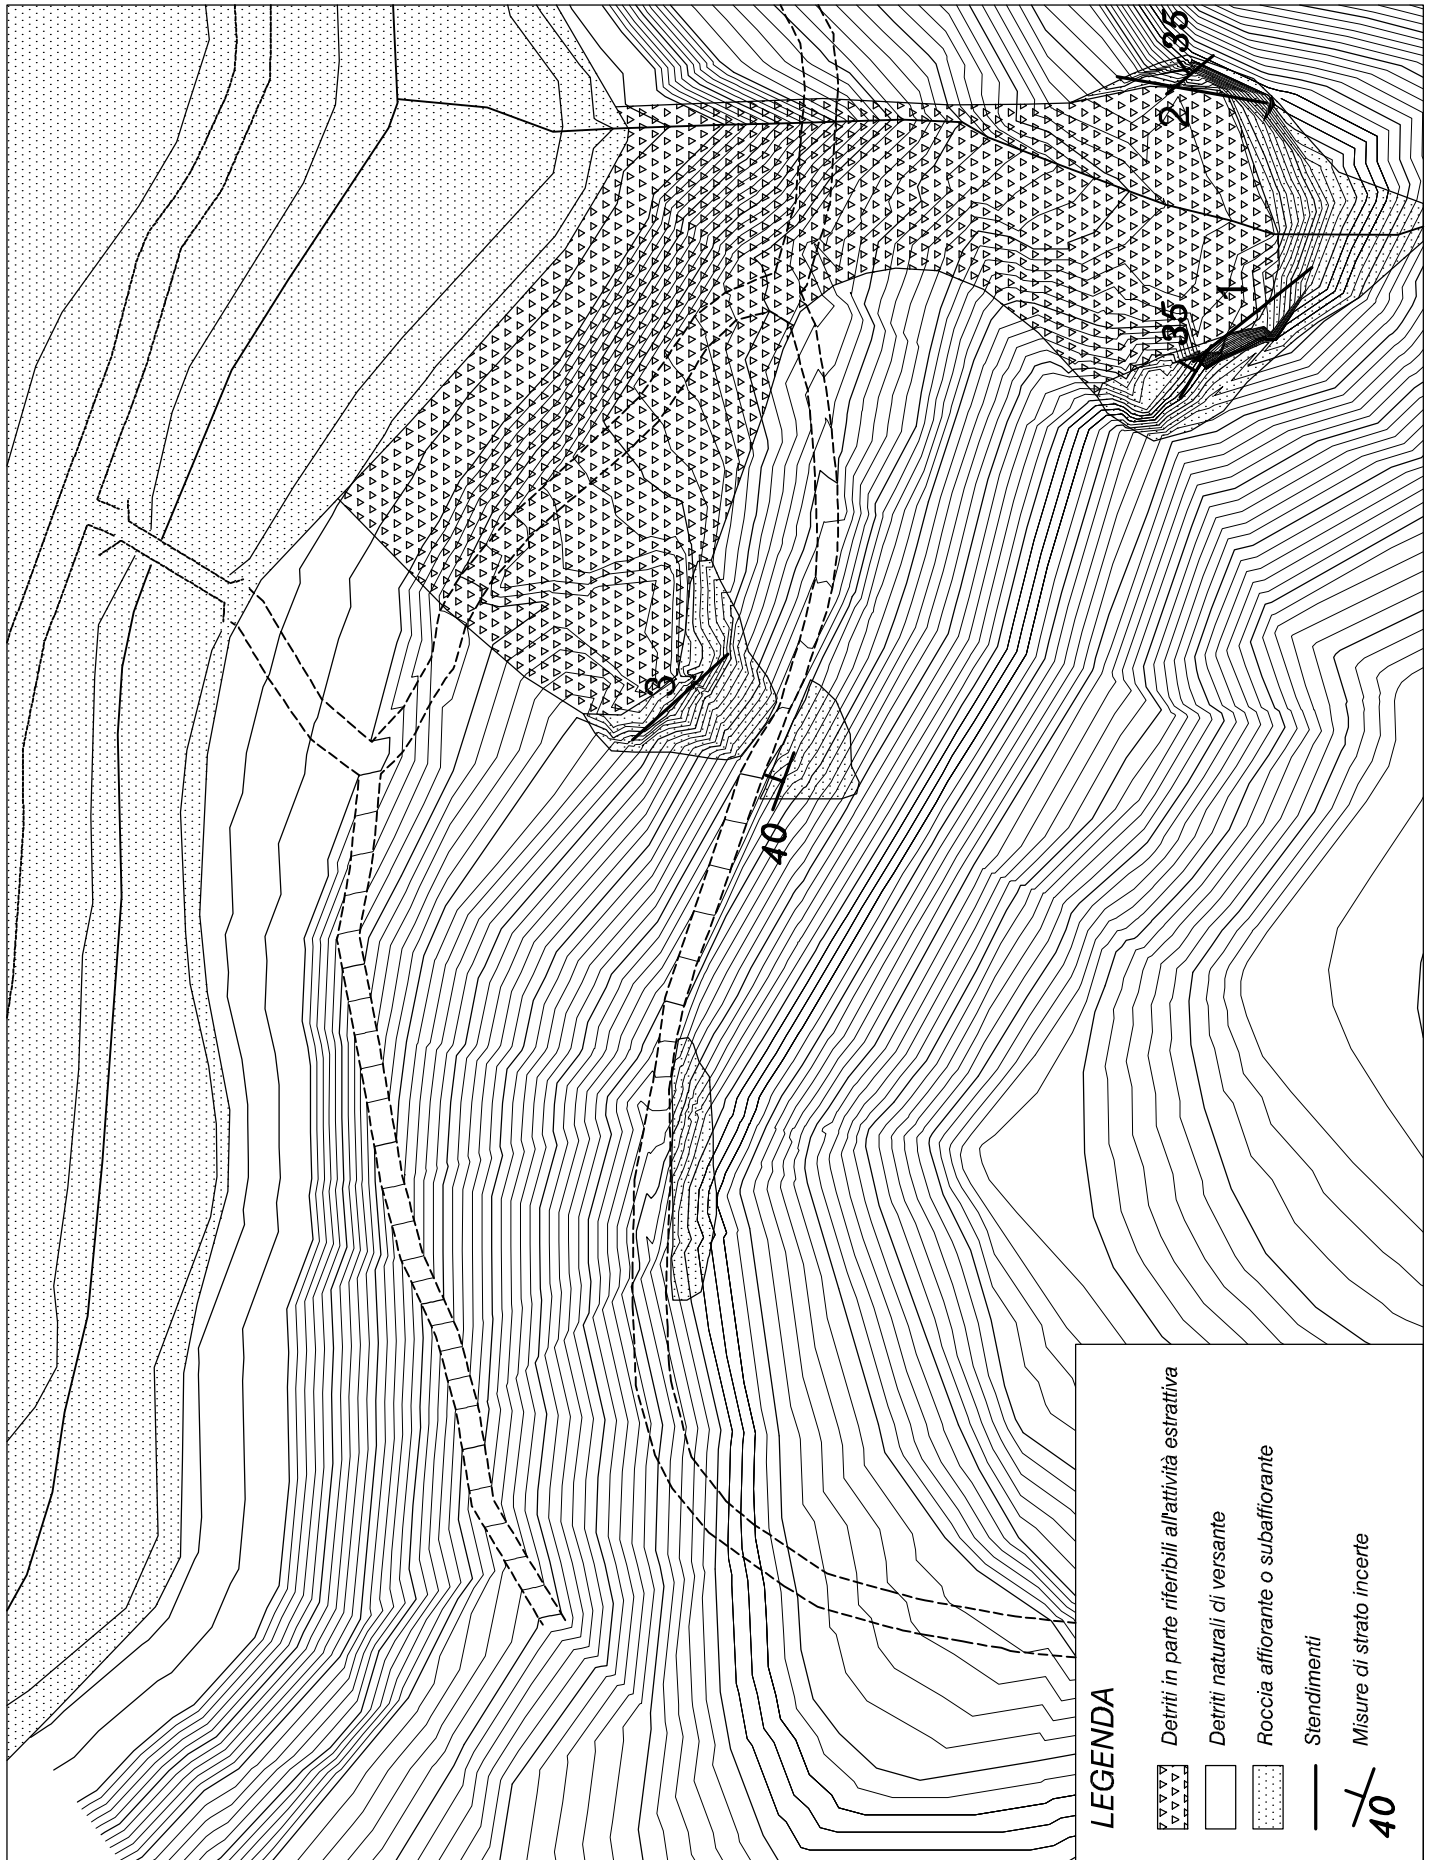 35
2
1
35
3
40
LEGENDA
Detriti in parte riferibili all'attività estrattiva
Detriti naturali di versante
Roccia affiorante o subaffiorante
Stendimenti
40 Misure di strato incerte